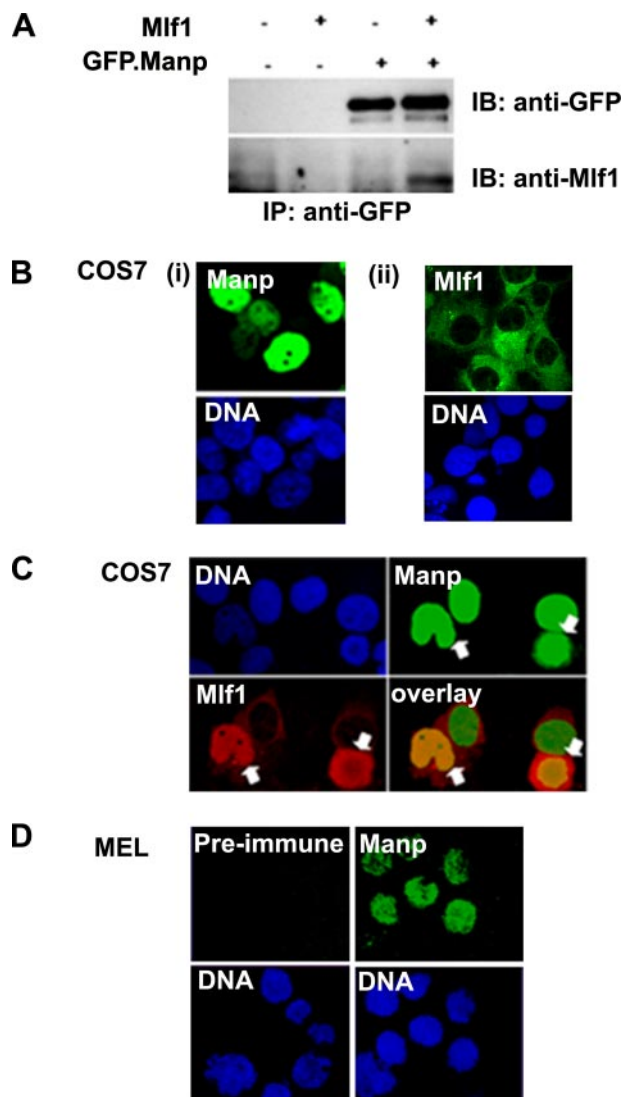 A
Mlf1 - + - +
GFP.Manp - - + +
IB: anti-GFP
IB: anti-Mlf1
IP: anti-GFP
B COS7 (i) (ii)
Manp Mlf1
DNA DNA
C COS7
DNA Manp
Mlf1 overlay
D MEL
Pre-immune Manp
DNA DNA